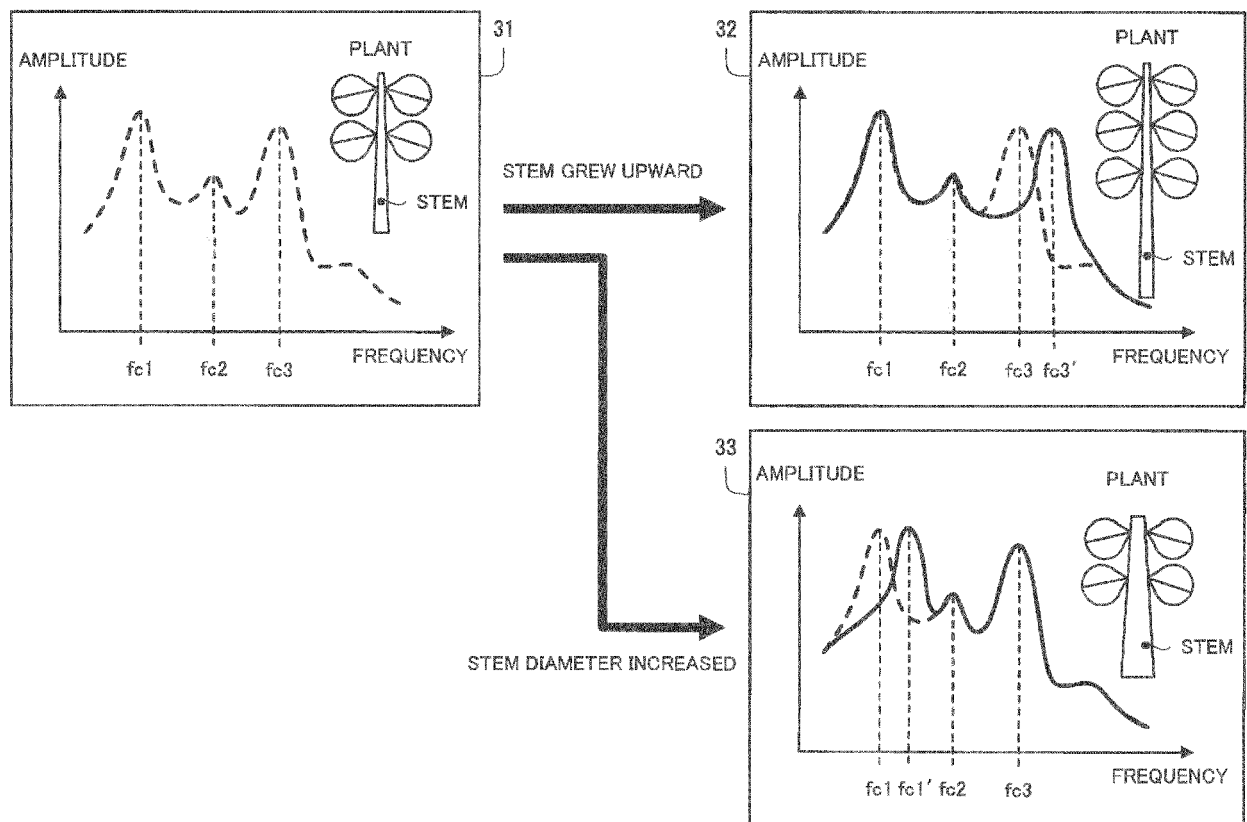 31
PLANT
AMPLITUDE
STEM
FREQUENCY
fc1 fc2 fc3
STEM GREW UPWARD
STEM DIAMETER INCREASED
32
PLANT
AMPLITUDE
STEM
FREQUENCY
fc1 fc2 fc3 fc3'
33
AMPLITUDE
PLANT
STEM
FREQUENCY
fc1 fc1' fc2 fc3